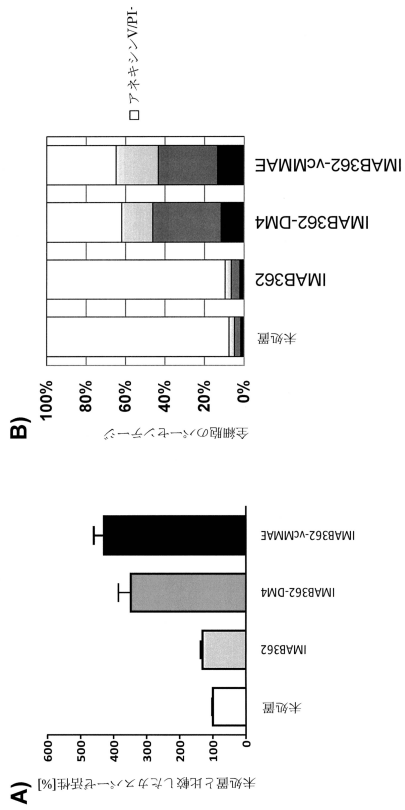 A)
未処置と比較したカスパーゼ活性[%]
600
500
400
300
200
100
0
未処置
IMAB362
IMAB362-DM4
IMAB362-vcMMAE
B)
全細胞のパーセンテージ
100%
80%
60%
40%
20%
0%
未処置
IMAB362
IMAB362-DM4
IMAB362-vcMMAE
アネキシンV/PI-